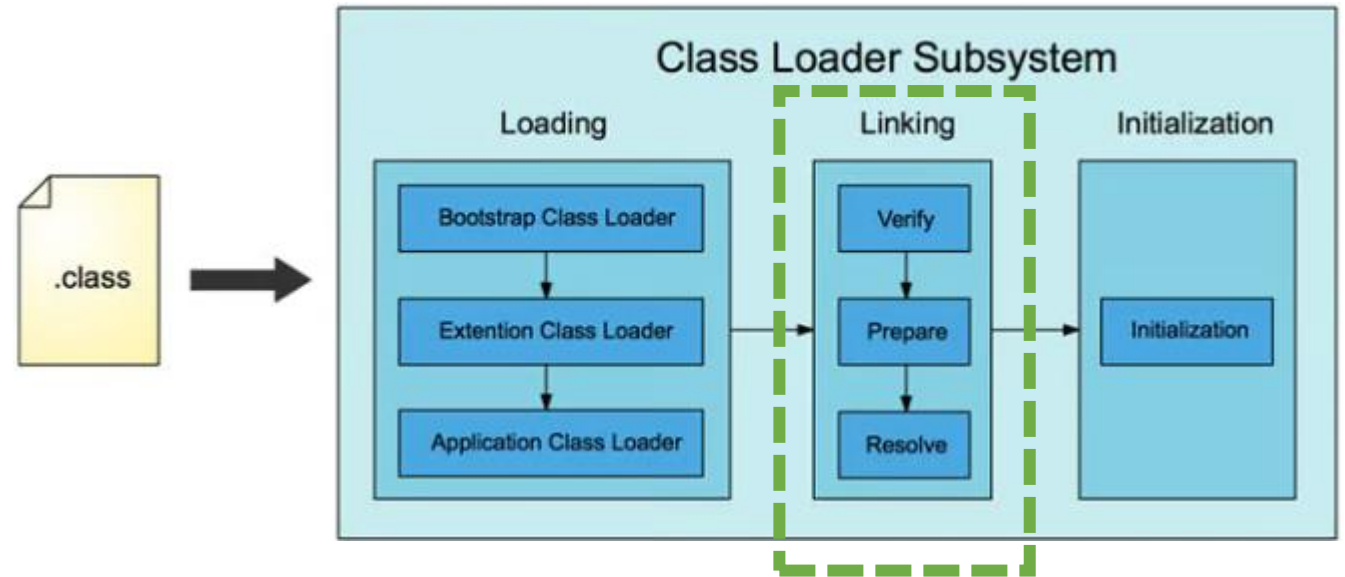 Class Loader Subsystem
Loading
Linking
Initialization
.class
Bootstrap Class Loader
Extention Class Loader
Application Class Loader
Verify
Prepare
Resolve
Initialization